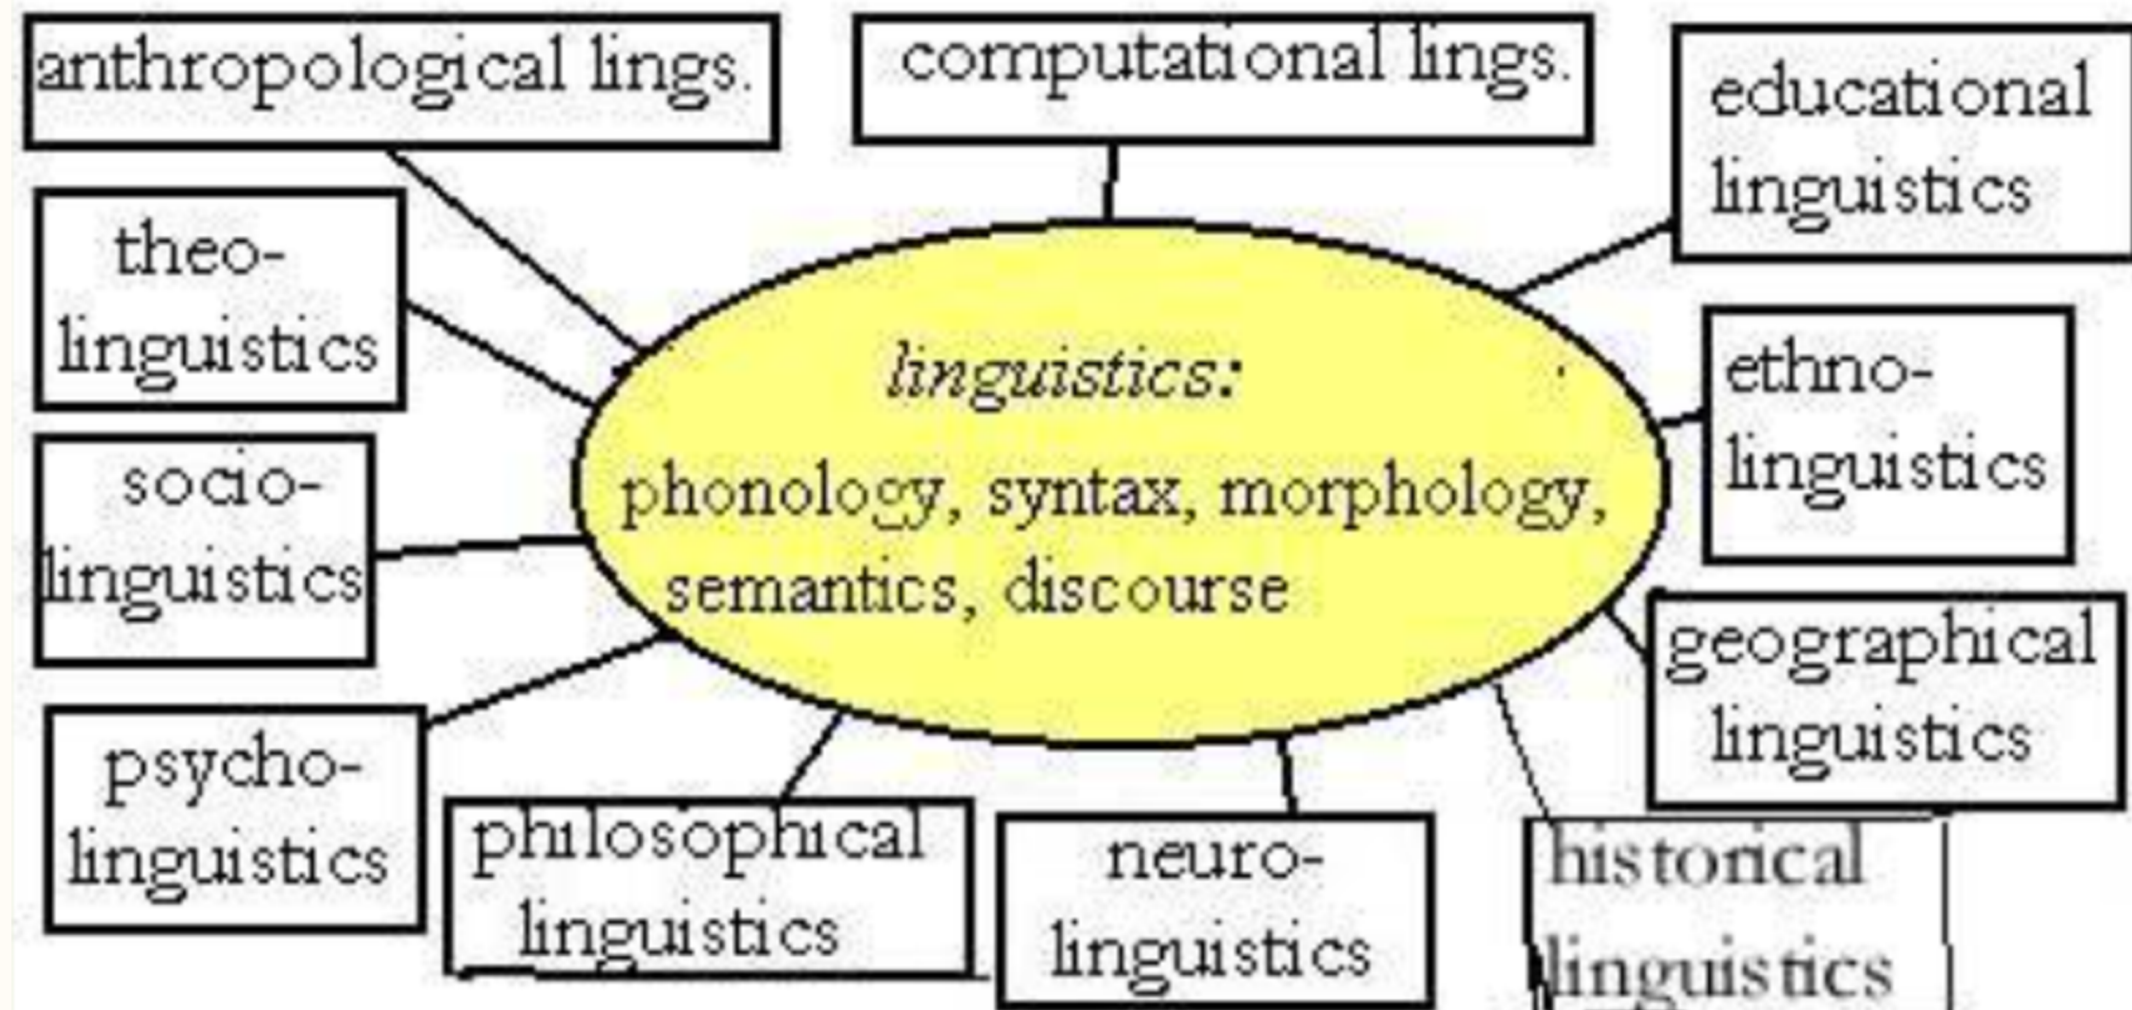 anthropological lings.
computational lings.
educational
linguistics
theo-
linguistics
ethno-
linguistics
linguistics:
phonology, syntax, morphology,
semantics, discourse
socio-
linguistics
geographical
linguistics
psycho-
linguistics
philosophical
linguistics
neuro-
linguistics
historical
linguistics